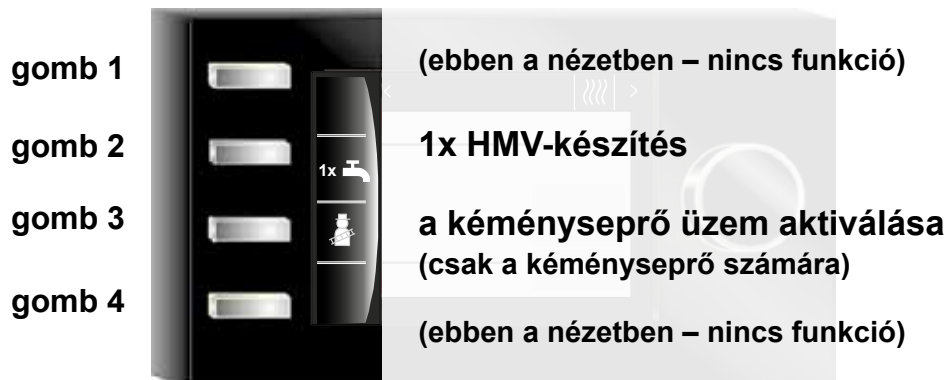 gomb 1
(ebben a nézetben – nincs funkció)
gomb 2
1x
1x HMV-készítés
gomb 3
a kéményseprő üzem aktiválása
(csak a kéményseprő számára)
gomb 4
(ebben a nézetben – nincs funkció)